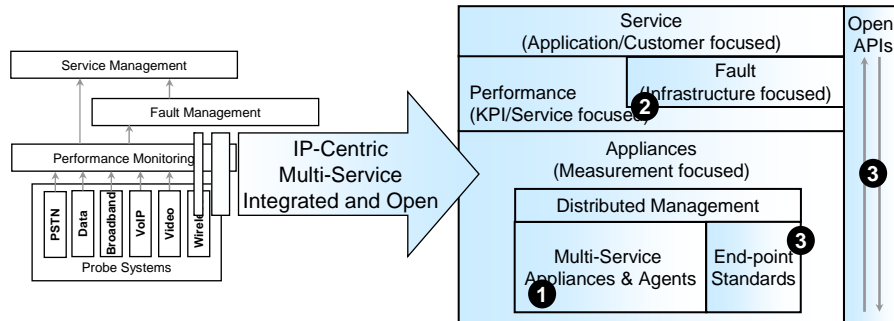 Service Management
Fault Management
Performance Monitoring
PSTN
Data
Broadband
VoIP
Video
Wirele
Probe Systems
IP-Centric
Multi-Service
Integrated and Open
Service
(Application/Customer focused)
Performance
(KPI/Service focused)
Fault
(Infrastructure focused)
2
Appliances
(Measurement focused)
Distributed Management
Multi-Service
Appliances & Agents
1
End-point
Standards
3
Open
APIs
3